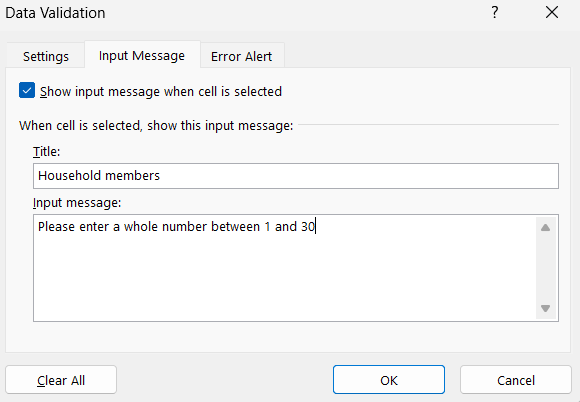 Data Validation ?
Settings Input Message Error Alert
Show input message when cell is selected
When cell is selected, show this input message:
Title:
Household members
Input message:
Please enter a whole number between 1 and 30
Clear All OK Cancel